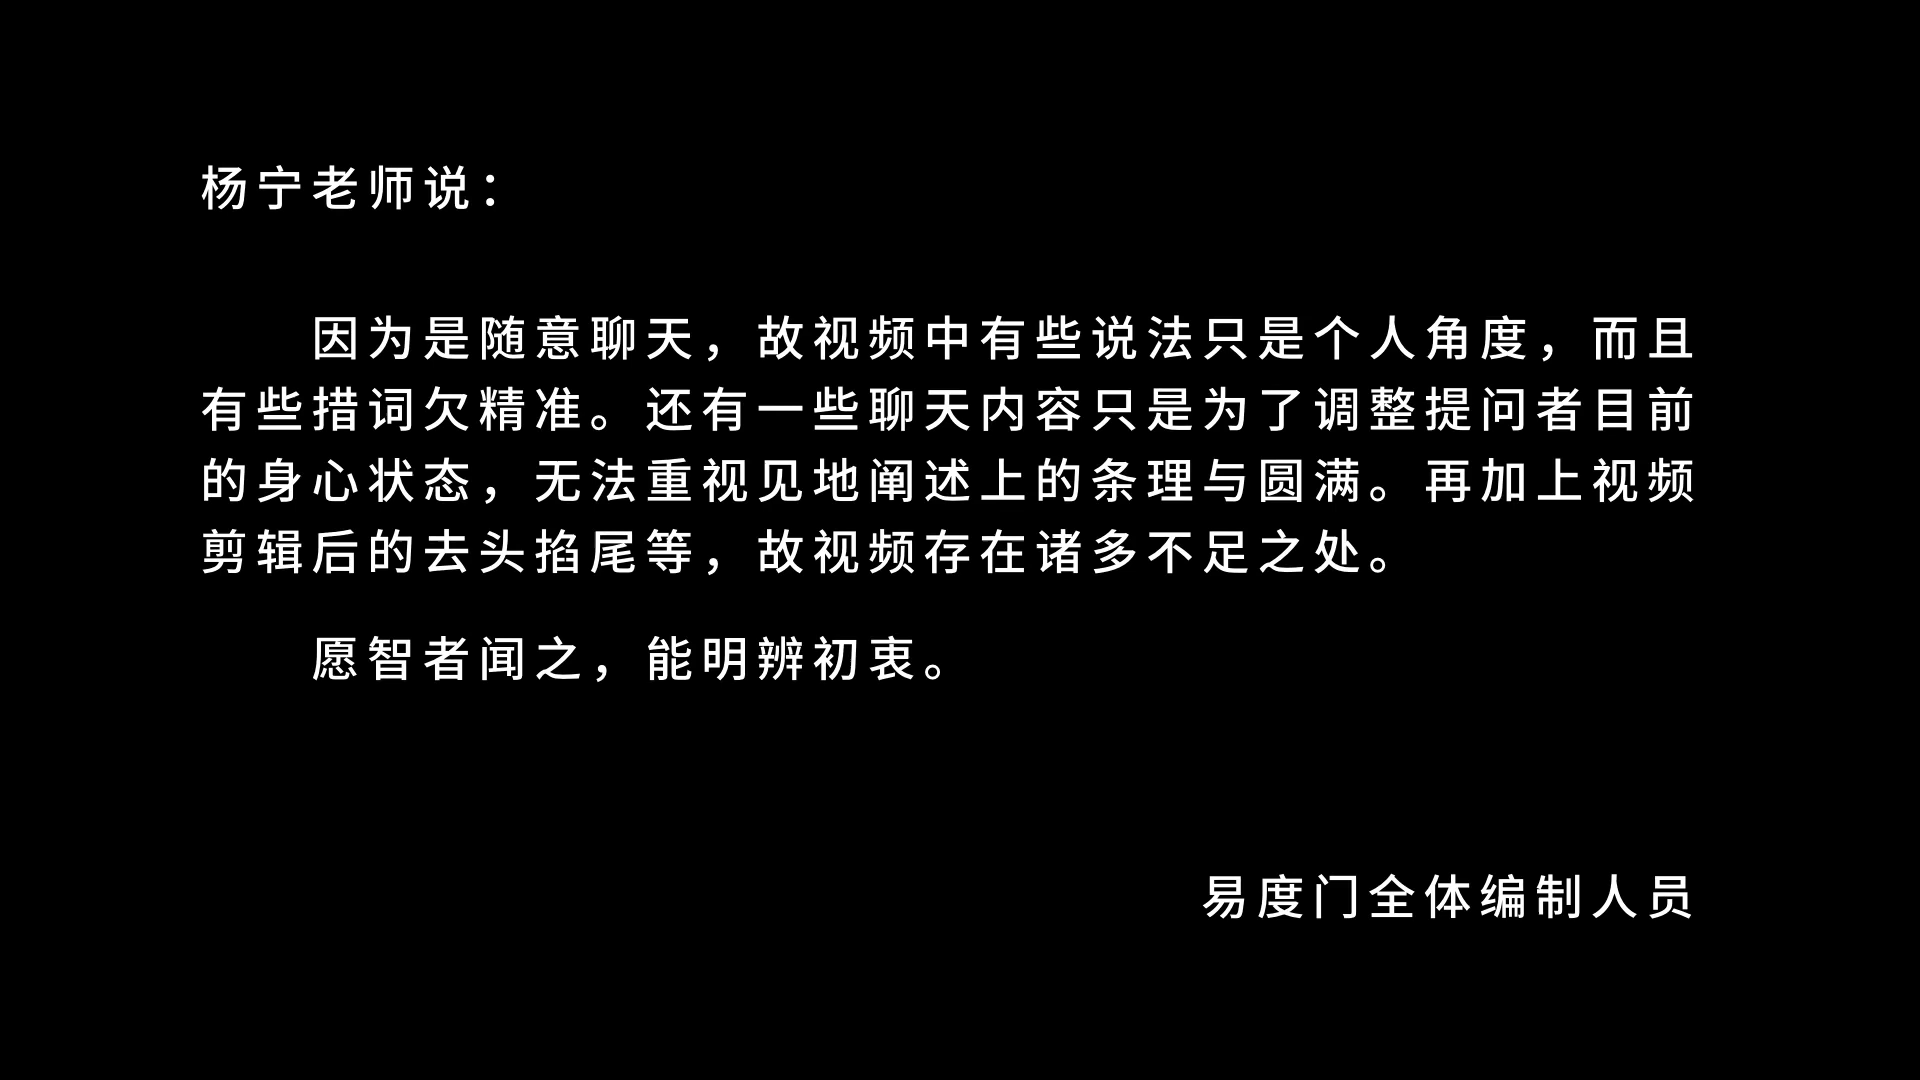 杨宁老师说：
因为是随意聊天，故视频中有些说法只是个人角度，而且
有些措词欠精准。还有一些聊天内容只是为了调整提问者目前
的身心状态，无法重视见地阐述上的条理与圆满。再加上视频
剪辑后的去头掐尾等，故视频存在诸多不足之处。
愿智者闻之，能明辨初衷。
易度门全体编制人员